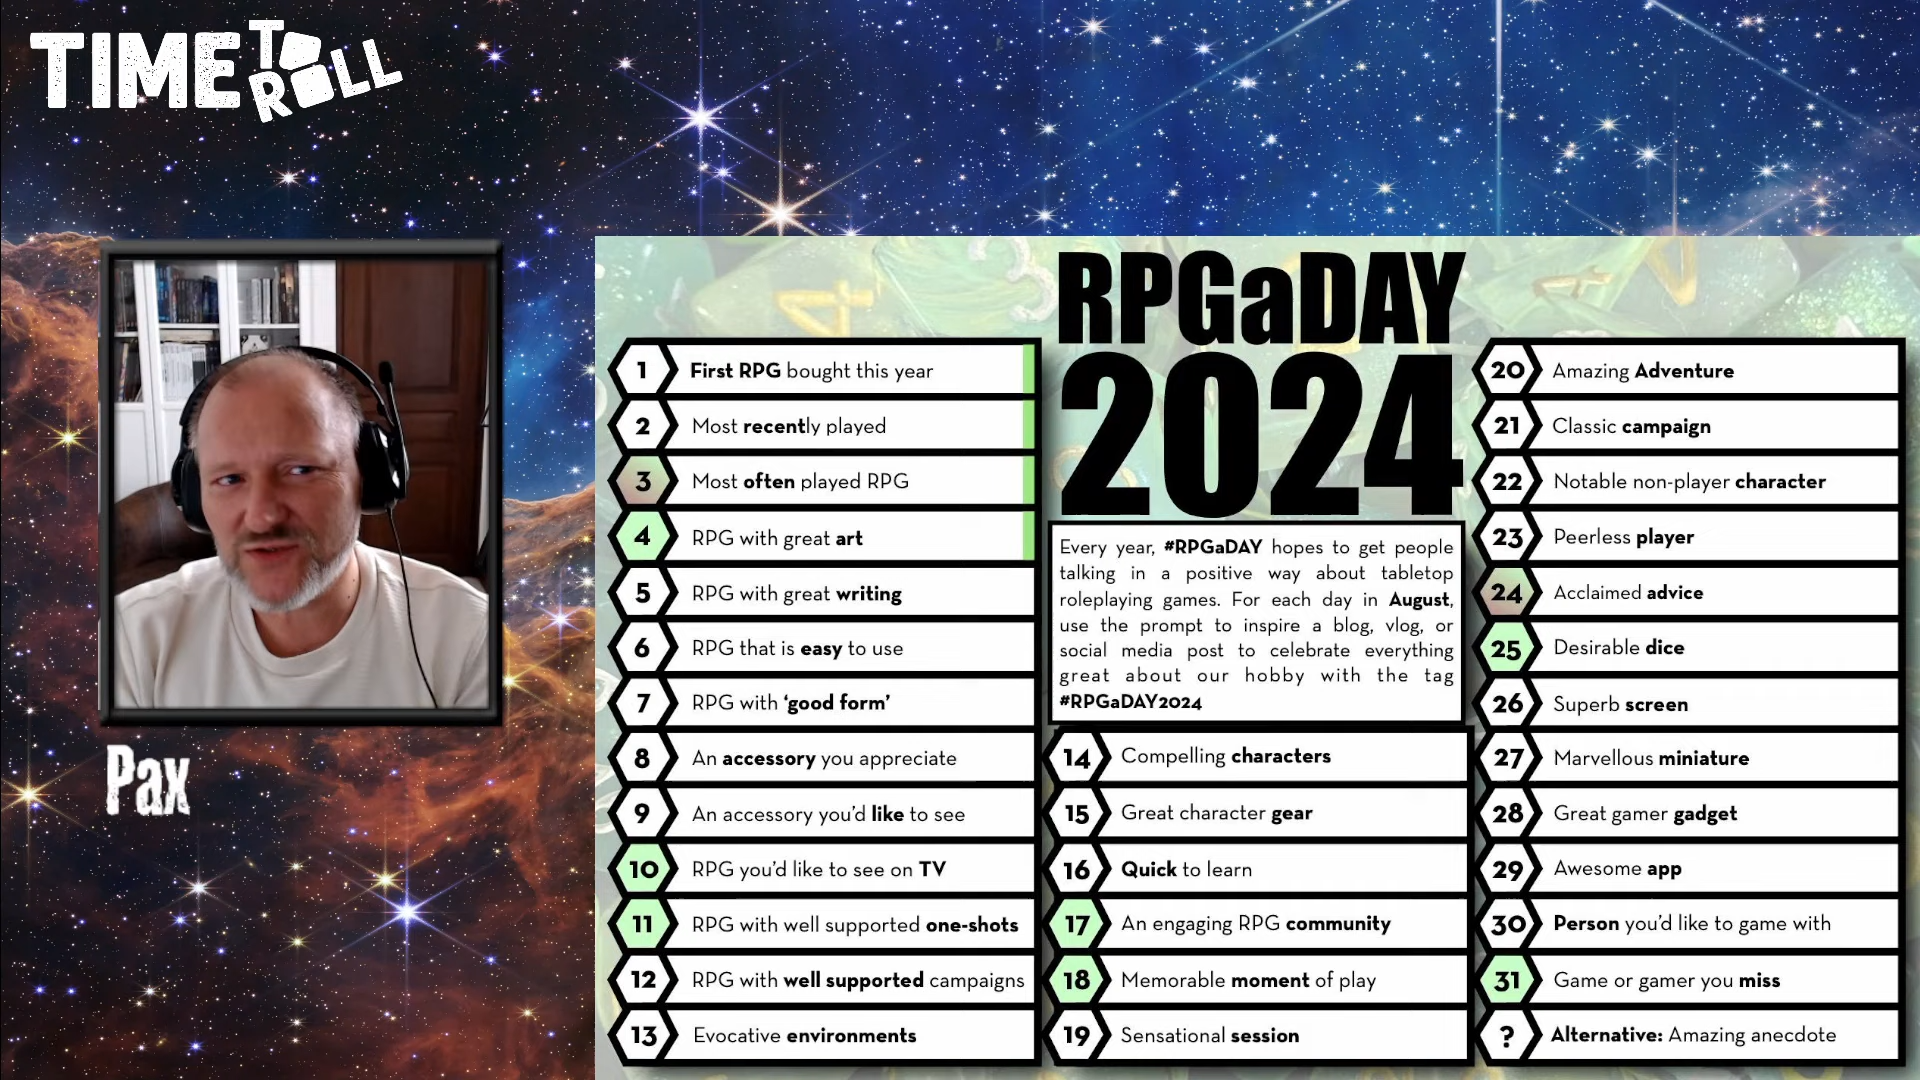 TIME TO ROLL
Pax
RPGaDAY
2024
1 First RPG bought this year
2 Most recently played
3 Most often played RPG
4 RPG with great art
5 RPG with great writing
6 RPG that is easy to use
7 RPG with ‘good form’
8 An accessory you appreciate
9 An accessory you’d like to see
10 RPG you’d like to see on TV
11 RPG with well supported one-shots
12 RPG with well supported campaigns
13 Evocative environments
Every year, #RPGaDAY hopes to get people
talking in a positive way about tabletop
roleplaying games. For each day in August,
use the prompt to inspire a blog, vlog, or
social media post to celebrate everything
great about our hobby with the tag
#RPGaDAY2024
14 Compelling characters
15 Great character gear
16 Quick to learn
17 An engaging RPG community
18 Memorable moment of play
19 Sensational session
20 Amazing Adventure
21 Classic campaign
22 Notable non-player character
23 Peerless player
24 Acclaimed advice
25 Desirable dice
26 Superb screen
27 Marvellous miniature
28 Great gamer gadget
29 Awesome app
30 Person you’d like to game with
31 Game or gamer you miss
? Alternative: Amazing anecdote